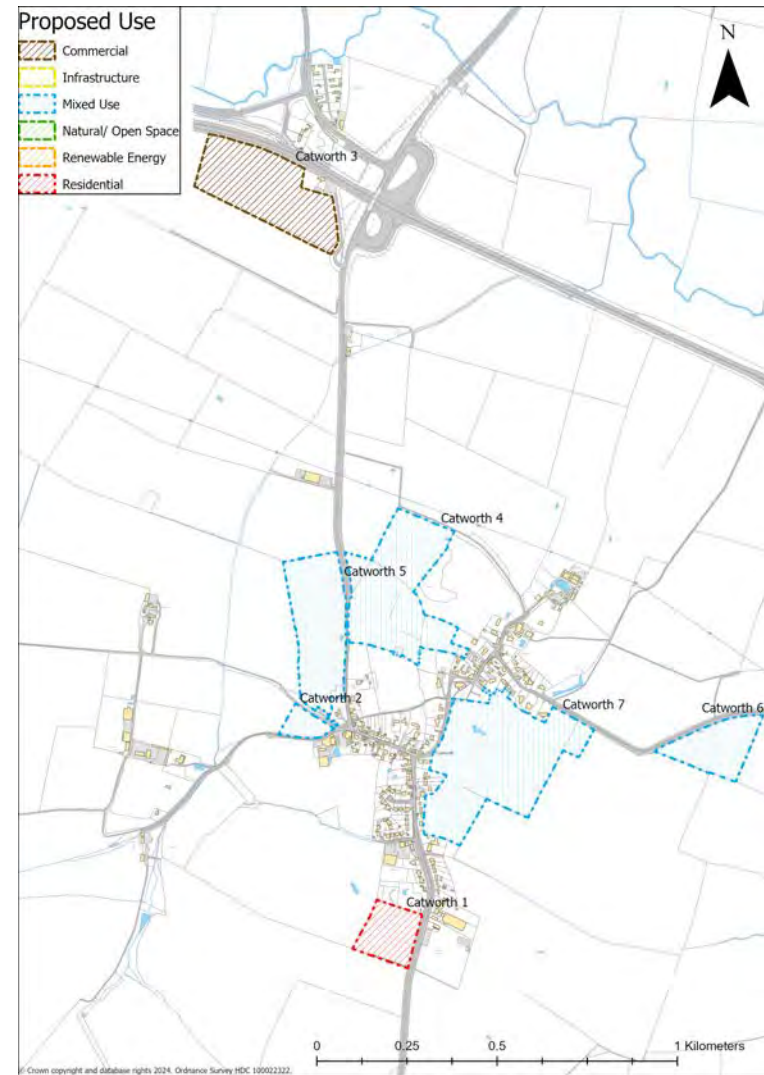 Proposed Use
Commercial
Infrastructure
Mixed Use
Natural/ Open Space
Renewable Energy
Residential
N
Catworth 3
Catworth 4
Catworth 5
Catworth 2
Catworth 7
Catworth 6
Catworth 1
0 0.25 0.5 1 Kilometers
© Crown copyright and database rights 2024. Ordnance Survey HDC 100022322.